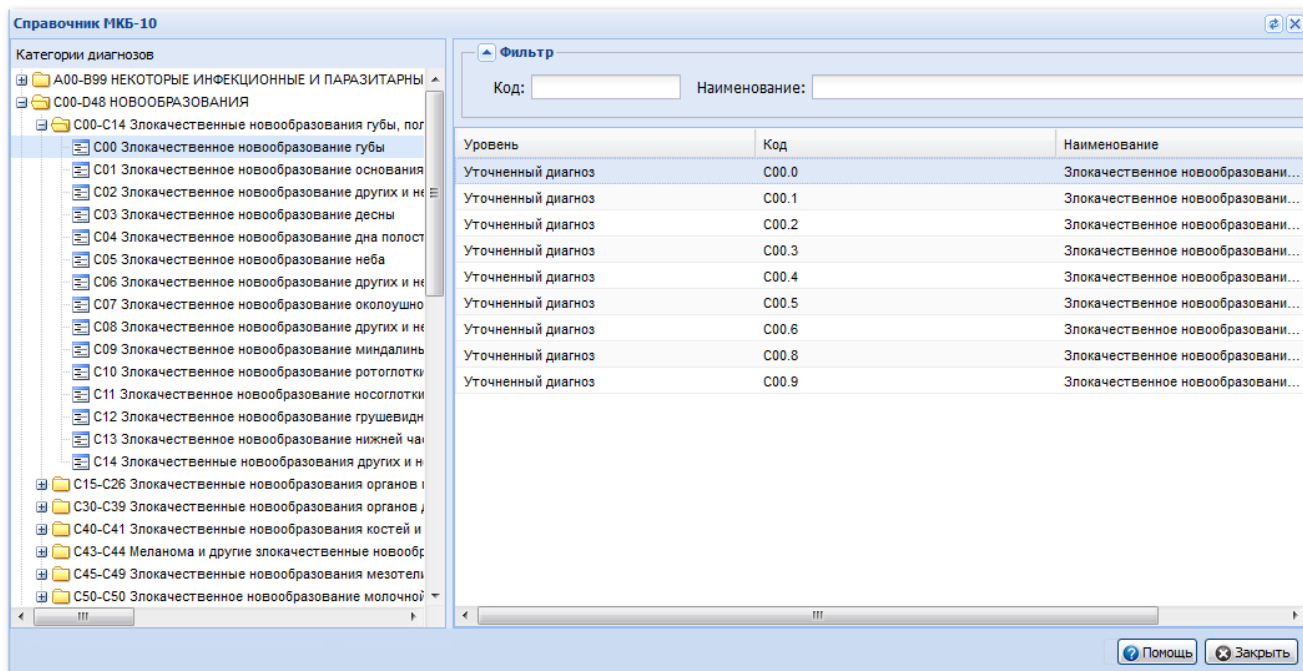 Справочник МКБ-10
Категории диагнозов
A00-B99 НЕКОТОРЫЕ ИНФЕКЦИОННЫЕ И ПАРАЗИТАРНЫ
C00-D48 НОВООБРАЗОВАНИЯ
C00-C14 Злокачественные новообразования губы, пол
C00 Злокачественное новообразование губы
C01 Злокачественное новообразование основания
C02 Злокачественное новообразование других и не
C03 Злокачественное новообразование десны
C04 Злокачественное новообразование дна полост
C05 Злокачественное новообразование неба
C06 Злокачественное новообразование других и не
C07 Злокачественное новообразование околоушно
C08 Злокачественное новообразование других и не
C09 Злокачественное новообразование миндалины
C10 Злокачественное новообразование ротоглотки
C11 Злокачественное новообразование носоглотки
C12 Злокачественное новообразование грушевидн
C13 Злокачественное новообразование нижней час
C14 Злокачественные новообразования других и н
C15-C26 Злокачественные новообразования органов
C30-C39 Злокачественные новообразования органов
C40-C41 Злокачественные новообразования костей и
C43-C44 Меланома и другие злокачественные новообр
C45-C49 Злокачественные новообразования мезотели
C50-C50 Злокачественное новообразование молочной
Фильтр
Код: Наименование:
Уровень Код Наименование
Уточненный диагноз C00.0 Злокачественное новообразовани...
Уточненный диагноз C00.1 Злокачественное новообразовани...
Уточненный диагноз C00.2 Злокачественное новообразовани...
Уточненный диагноз C00.3 Злокачественное новообразовани...
Уточненный диагноз C00.4 Злокачественное новообразовани...
Уточненный диагноз C00.5 Злокачественное новообразовани...
Уточненный диагноз C00.6 Злокачественное новообразовани...
Уточненный диагноз C00.8 Злокачественное новообразовани...
Уточненный диагноз C00.9 Злокачественное новообразовани...
Помощь Закрыть